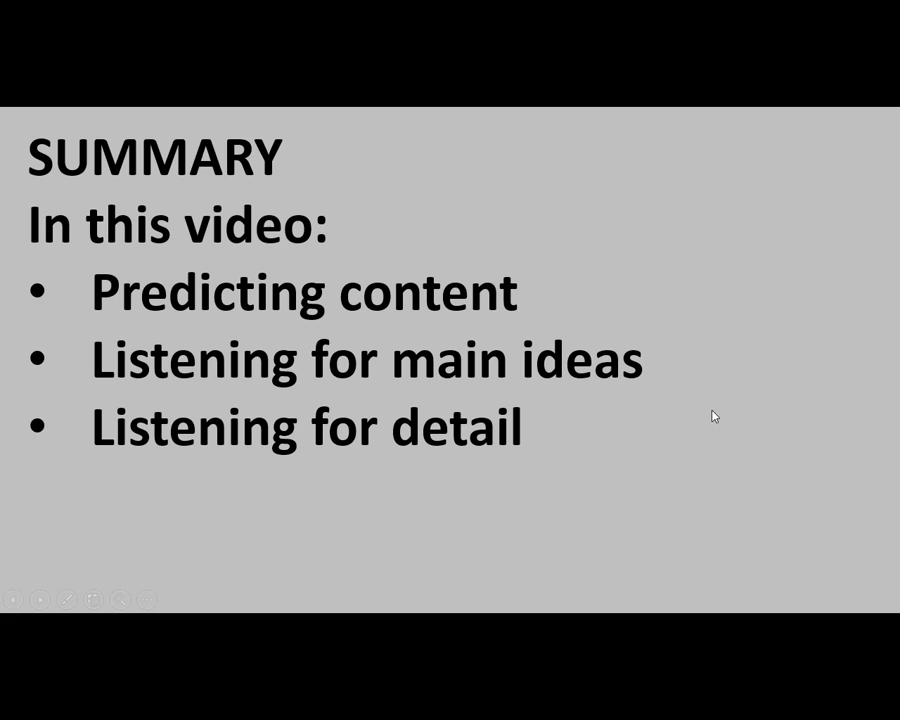 SUMMARY
In this video:
• Predicting content
• Listening for main ideas
• Listening for detail